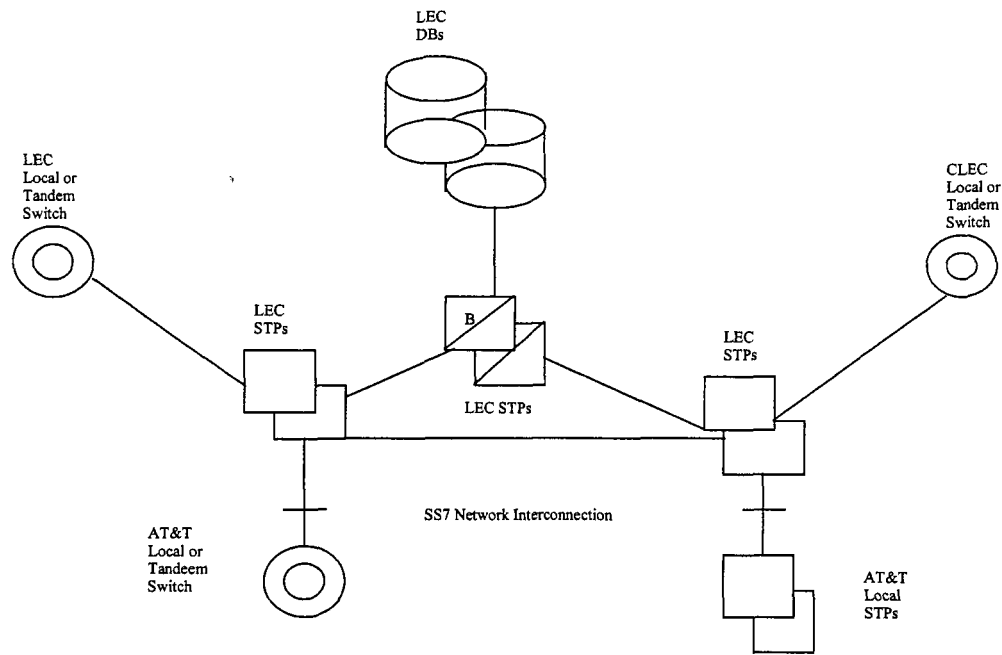 LEC
DBs
LEC
Local or
Tandem
Switch
CLEC
Local or
Tandem
Switch
B
LEC
STPs
LEC
STPs
LEC STPs
SS7 Network Interconnection
AT&T
Local or
Tandeem
Switch
AT&T
Local
STPs